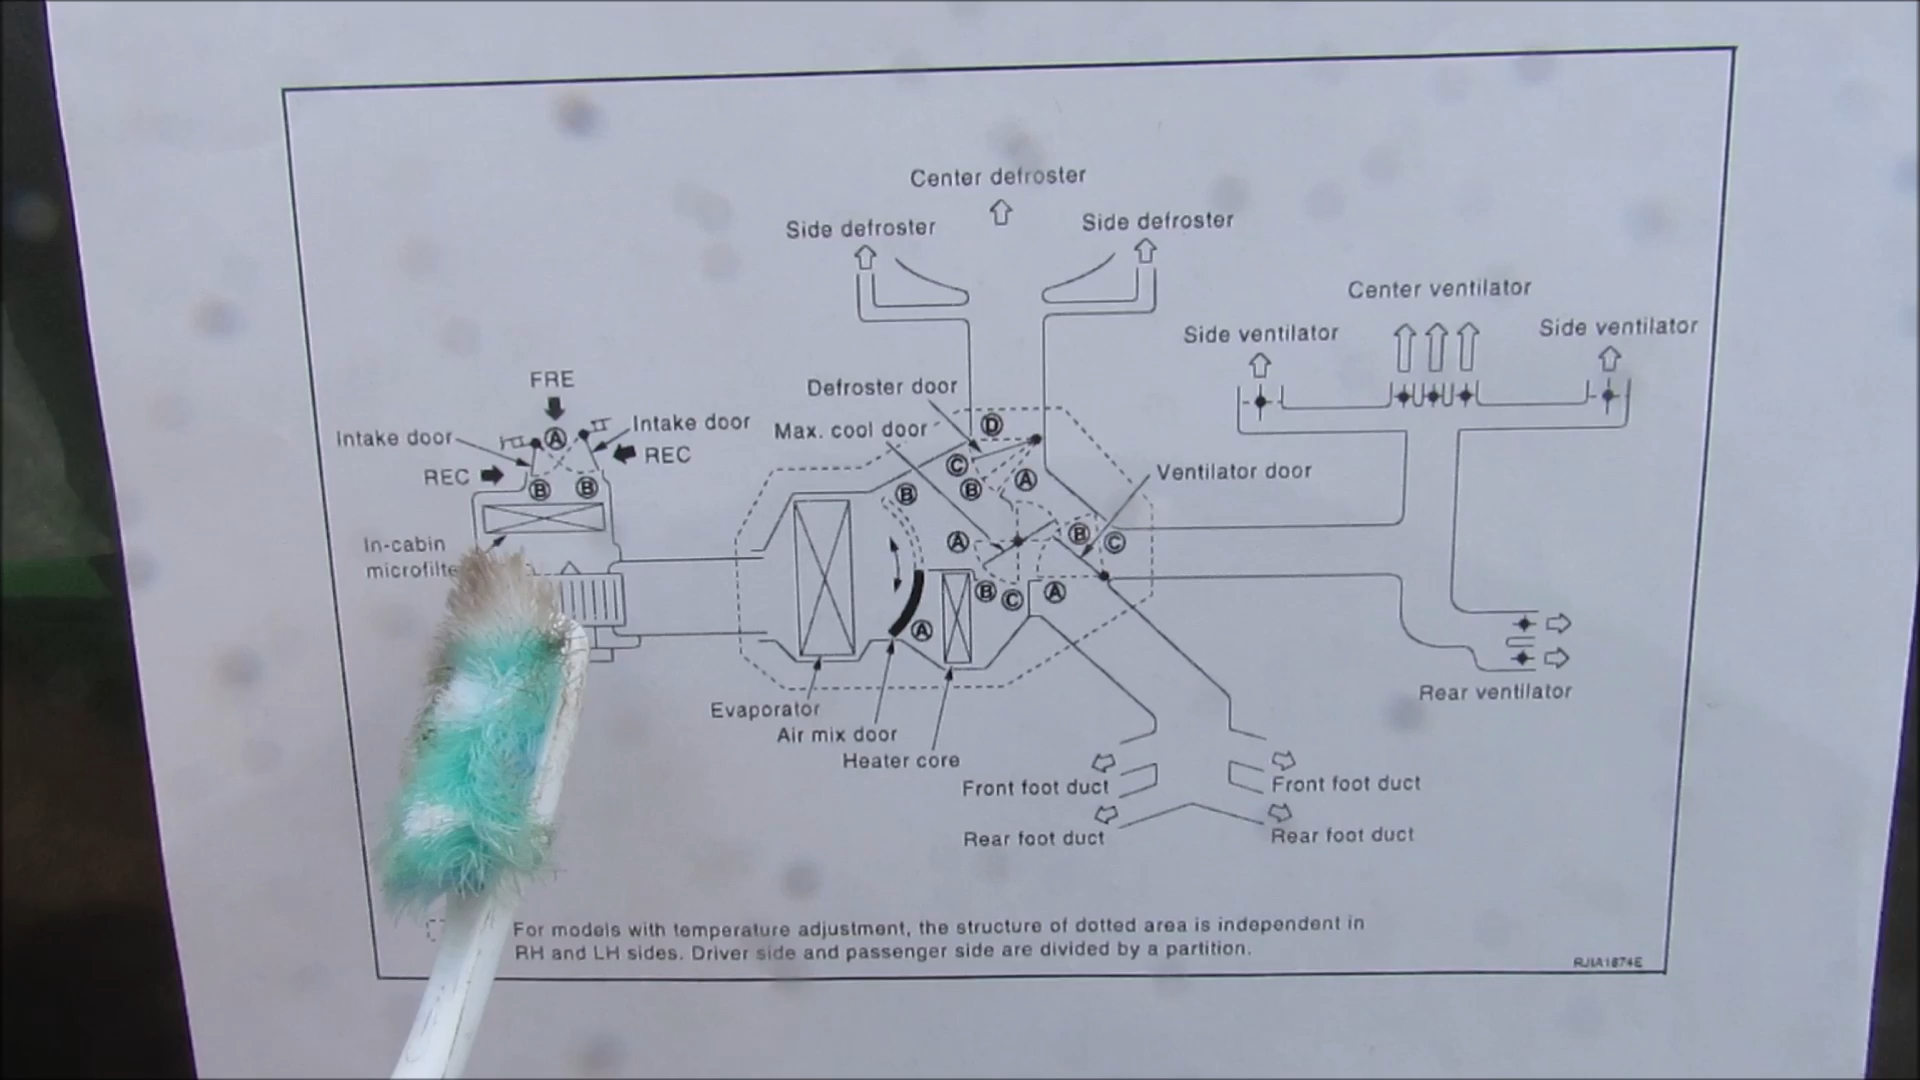 Center defroster
Side defroster
Side defroster
Center ventilator
Side ventilator
Side ventilator
FRE
Defroster door
Intake door
A
Intake door
Max. cool door
D
REC
REC
C
Ventilator door
B
B
B
B
A
In-cabin
A
B
C
B
C
A
A
Evaporator
Air mix door
Heater core
Rear ventilator
Front foot duct
Front foot duct
Rear foot duct
Rear foot duct
For models with temperature adjustment, the structure of dotted area is independent in
RH and LH sides. Driver side and passenger side are divided by a partition.
RJIA1874E